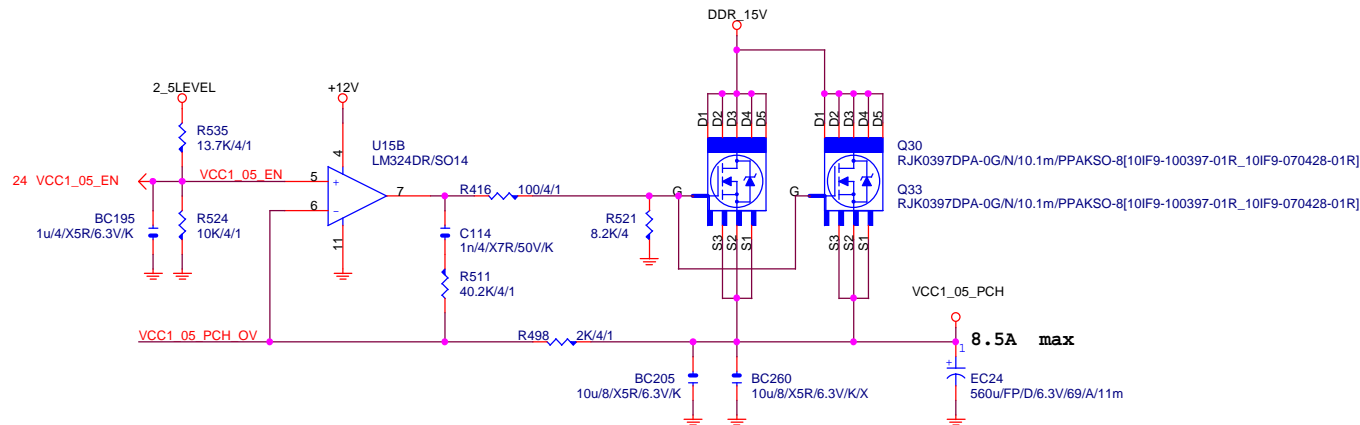 DDR_15V
2_5LEVEL
+12V
R535
13.7K/4/1
U15B
LM324DR/SO14
4
D1
D2
D3
D4
D5
D1
D2
D3
D4
D5
Q30
RJK0397DPA-0G/N/10.1m/PPAKSO-8[10IF9-100397-01R_10IF9-070428-01R]
Q33
RJK0397DPA-0G/N/10.1m/PPAKSO-8[10IF9-100397-01R_10IF9-070428-01R]
24 VCC1_05_EN
VCC1_05_EN
5
+
6
−
7
11
R416
100/4/1
G
G
BC195
1u/4/X5R/6.3V/K
R524
10K/4/1
C114
1n/4/X7R/50V/K
R521
8.2K/4
S3
S2
S1
S3
S2
S1
R511
40.2K/4/1
VCC1_05_PCH
VCC1_05_PCH_OV
R498
2K/4/1
1
8.5A max
BC205
10u/8/X5R/6.3V/K
BC260
10u/8/X5R/6.3V/K/X
+
EC24
560u/FP/D/6.3V/69/A/11m